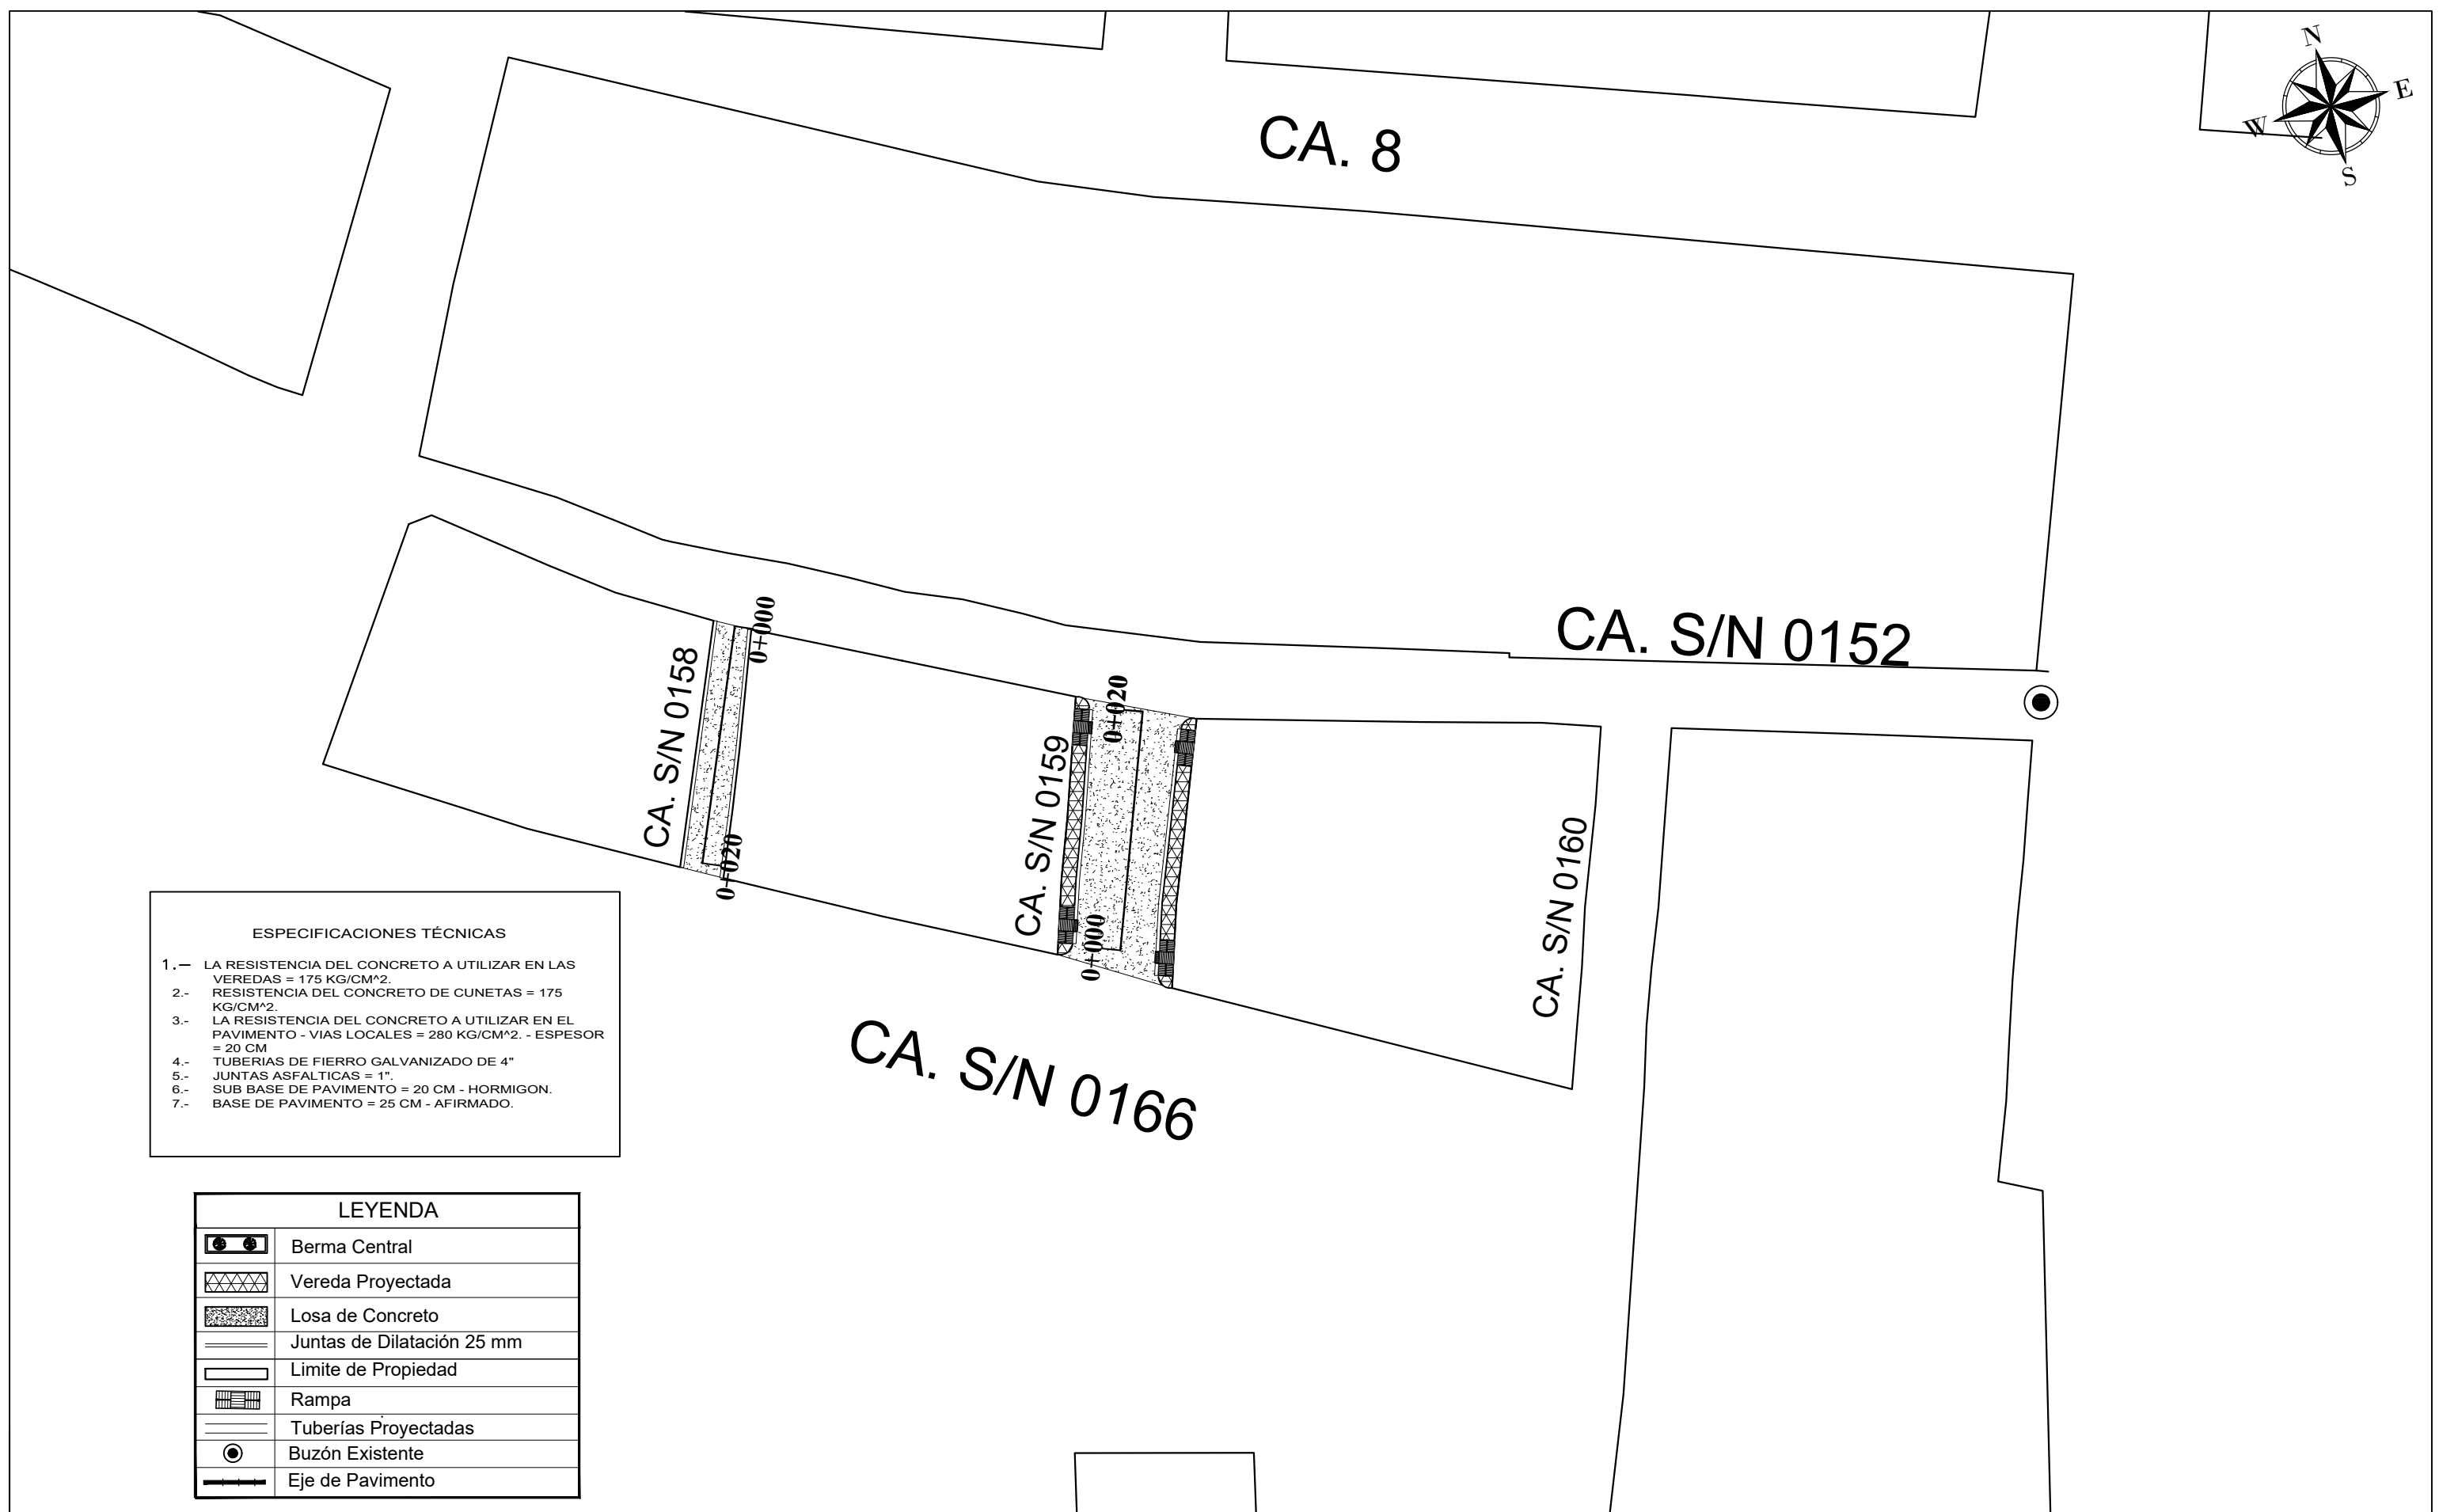 N
E
W
S
CA. 8
CA. S/N 0152
0+000
CA. S/N 0158
0+020
0+020
CA. S/N 0159
0+000
CA. S/N 0160
CA. S/N 0166
ESPECIFICACIONES TÉCNICAS
1.— LA RESISTENCIA DEL CONCRETO A UTILIZAR EN LAS
VEREDAS = 175 KG/CM^2.
2.- RESISTENCIA DEL CONCRETO DE CUNETAS = 175
KG/CM^2.
3.- LA RESISTENCIA DEL CONCRETO A UTILIZAR EN EL
PAVIMENTO - VIAS LOCALES = 280 KG/CM^2. - ESPESOR
= 20 CM
4.- TUBERIAS DE FIERRO GALVANIZADO DE 4"
5.- JUNTAS ASFALTICAS = 1".
6.- SUB BASE DE PAVIMENTO = 20 CM - HORMIGON.
7.- BASE DE PAVIMENTO = 25 CM - AFIRMADO.
LEYENDA
Berma Central
Vereda Proyectada
Losa de Concreto
Juntas de Dilatación 25 mm
Limite de Propiedad
Rampa
Tuberías Proyectadas
Buzón Existente
Eje de Pavimento